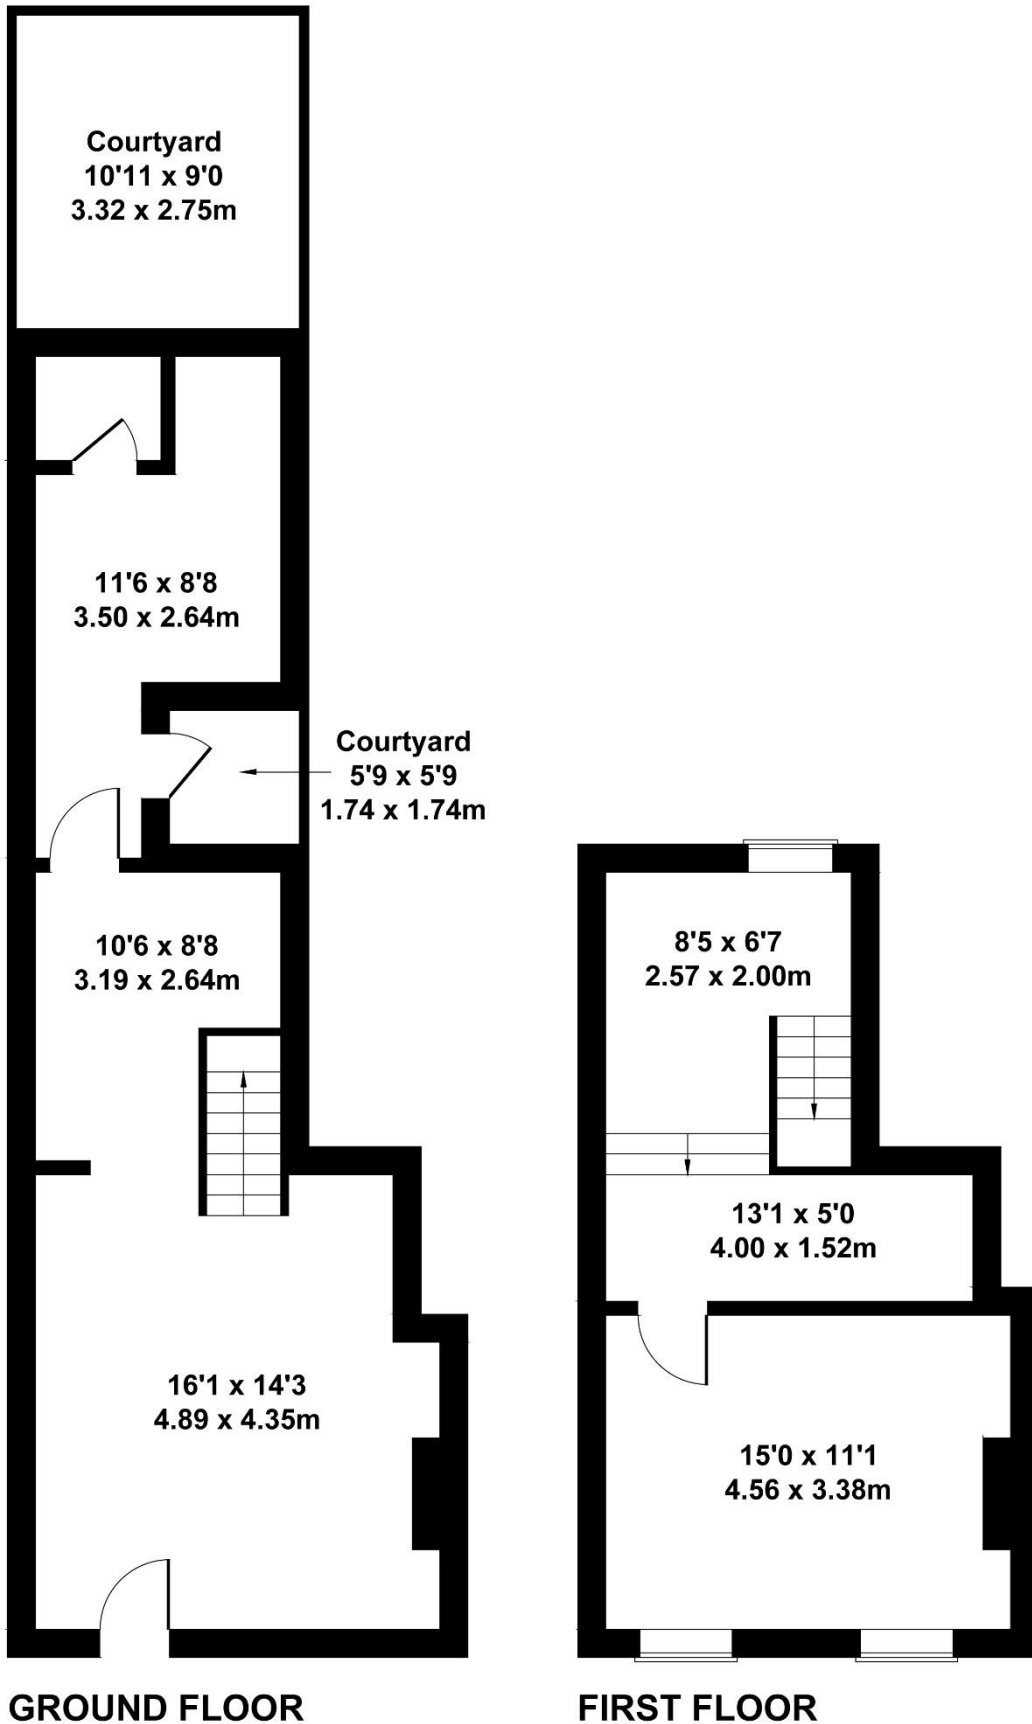 Courtyard
10'11 x 9'0
3.32 x 2.75m
11'6 x 8'8
3.50 x 2.64m
Courtyard
5'9 x 5'9
1.74 x 1.74m
10'6 x 8'8
3.19 x 2.64m
16'1 x 14'3
4.89 x 4.35m
GROUND FLOOR
8'5 x 6'7
2.57 x 2.00m
13'1 x 5'0
4.00 x 1.52m
15'0 x 11'1
4.56 x 3.38m
FIRST FLOOR